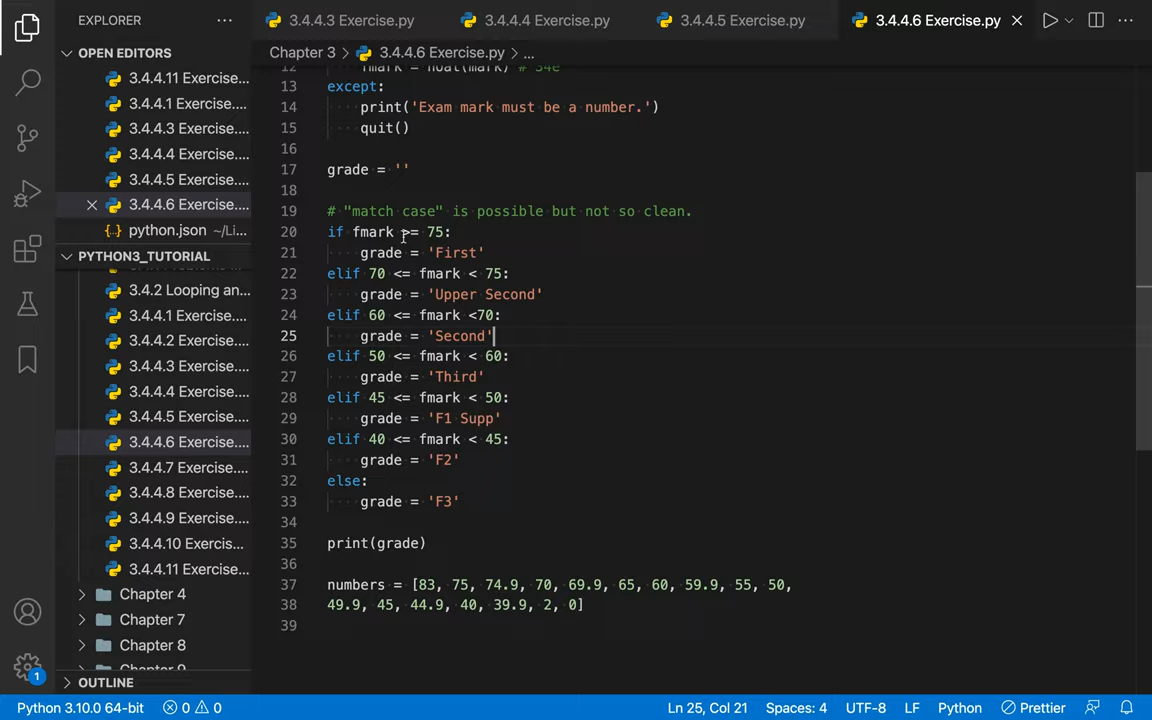 EXPLORER
3.4.4.3 Exercise.py
3.4.4.4 Exercise.py
3.4.4.5 Exercise.py
3.4.4.6 Exercise.py
OPEN EDITORS
3.4.4.11 Exercise...
3.4.4.1 Exercise....
3.4.4.3 Exercise....
3.4.4.4 Exercise....
3.4.4.5 Exercise....
3.4.4.6 Exercise....
{..} python.json ~/Li...
PYTHON3_TUTORIAL
3.4.2 Looping an...
3.4.4.1 Exercise....
3.4.4.2 Exercise....
3.4.4.3 Exercise....
3.4.4.4 Exercise....
3.4.4.5 Exercise....
3.4.4.6 Exercise....
3.4.4.7 Exercise....
3.4.4.8 Exercise....
3.4.4.9 Exercise....
3.4.4.10 Exercis...
3.4.4.11 Exercise....
Chapter 4
Chapter 7
Chapter 8
Chapter 9
OUTLINE
Chapter 3 > 3.4.4.6 Exercise.py > ...
12 fmark = float(mark) # 34e
13 except:
14 print('Exam mark must be a number.')
15 quit()
16
17 grade = ''
18
19 # "match case" is possible but not so clean.
20 if fmark >= 75:
21 grade = 'First'
22 elif 70 <= fmark < 75:
23 grade = 'Upper Second'
24 elif 60 <= fmark <70:
25 grade = 'Second'
26 elif 50 <= fmark < 60:
27 grade = 'Third'
28 elif 45 <= fmark < 50:
29 grade = 'F1 Supp'
30 elif 40 <= fmark < 45:
31 grade = 'F2'
32 else:
33 grade = 'F3'
34
35 print(grade)
36
37 numbers = [83, 75, 74.9, 70, 69.9, 65, 60, 59.9, 55, 50,
38 49.9, 45, 44.9, 40, 39.9, 2, 0]
39
1
Python 3.10.0 64-bit
0
0
Ln 25, Col 21
Spaces: 4
UTF-8
LF
Python
Prettier